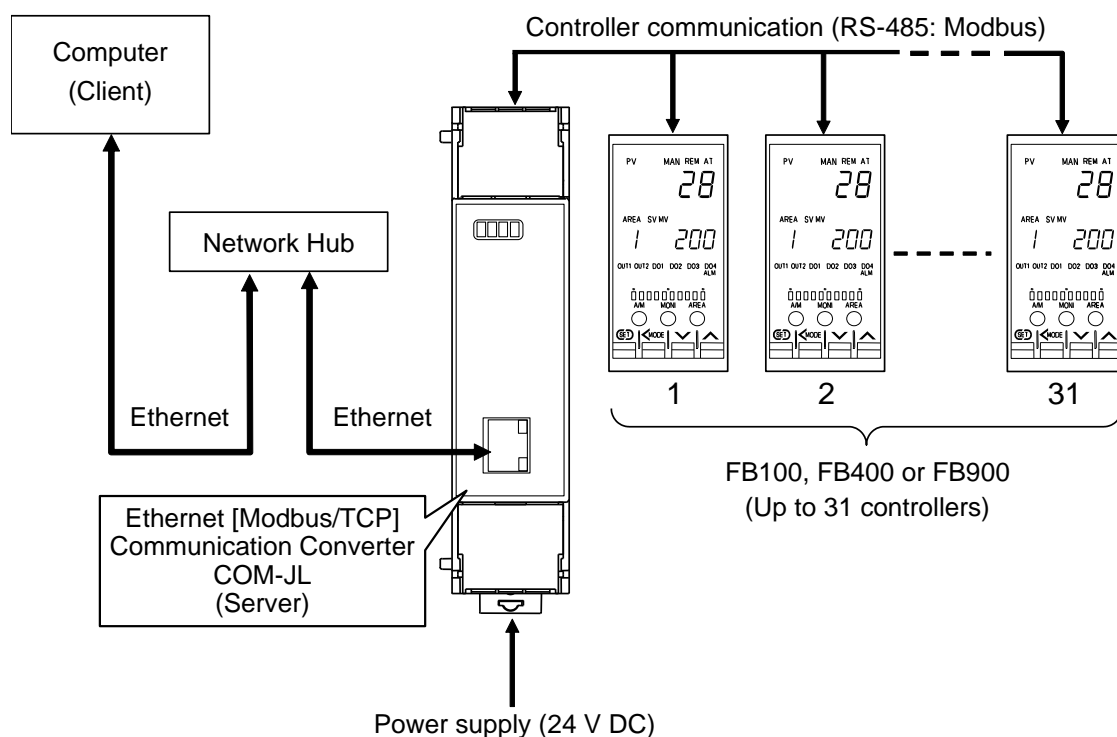 Controller communication (RS-485: Modbus)
Computer
(Client)
Network Hub
Ethernet
Ethernet
Ethernet [Modbus/TCP]
Communication Converter
COM-JL
(Server)
Power supply (24 V DC)
PV MAN REM AT
28
AREA SV MV
1 200
OUT1 OUT2 DO1 DO2 DO3 DO4
ALM
A/M MONI AREA
SET <MODE
1
PV MAN REM AT
28
AREA SV MV
1 200
OUT1 OUT2 DO1 DO2 DO3 DO4
ALM
A/M MONI AREA
SET <MODE
2
PV MAN REM AT
28
AREA SV MV
1 200
OUT1 OUT2 DO1 DO2 DO3 DO4
ALM
A/M MONI AREA
SET <MODE
31
FB100, FB400 or FB900
(Up to 31 controllers)